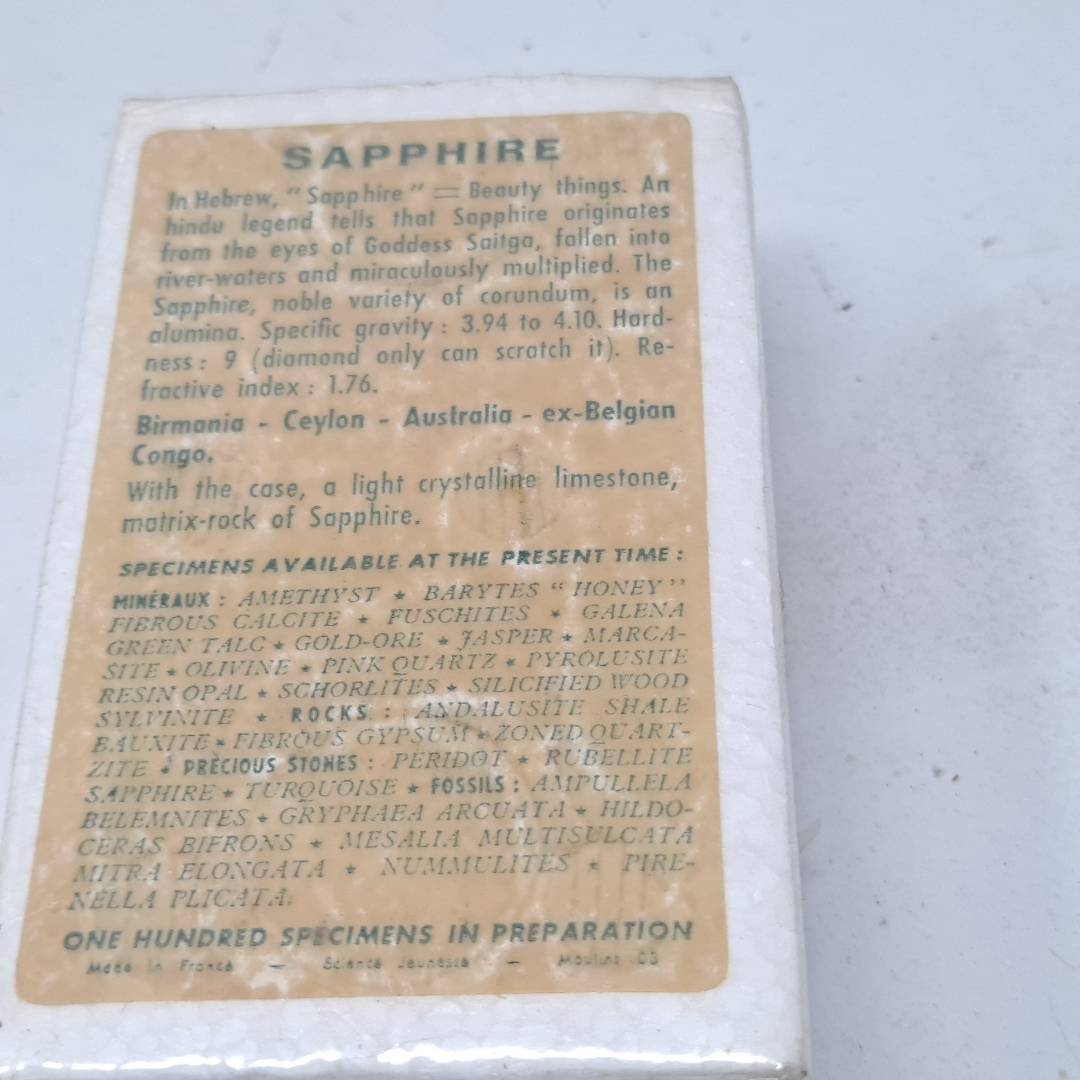 SAPPHIRE
In Hebrew, "Sapphire" = Beauty things. An
hindu legend tells that Sapphire originates
from the eyes of Goddess Saitga, fallen into
river-waters and miraculously multiplied. The
Sapphire, noble variety of corundum, is an
alumina. Specific gravity : 3.94 to 4.10. Hard-
ness : 9 (diamond only can scratch it). Re-
fractive index : 1.76.
Birmania - Ceylon - Australia - ex-Belgian
Congo.
With the case, a light crystalline limestone,
matrix-rock of Sapphire.
SPECIMENS AVAILABLE AT THE PRESENT TIME :
MINÉRAUX : AMETHYST ★ BARYTES "HONEY"
FIBROUS CALCITE ★ FUSCHITES ★ GALENA
GREEN TALC ★ GOLD-ORE ★ JASPER ★ MARCA-
SITE ★ OLIVINE ★ PINK QUARTZ ★ PYROLUSITE
RESIN OPAL ★ SCHORLITES ★ SILICIFIED WOOD
SYLVINITE ★ ROCKS : ANDALUSITE SHALE
BAUXITE ★ FIBROUS GYPSUM ★ ZONED QUART-
ZITE ★ PRÉCIOUS STONES : PERIDOT ★ RUBELLITE
SAPPHIRE ★ TURQUOISE ★ FOSSILS : AMPULLELA
BELEMNITES ★ GRYPHAEA ARCUATA ★ HILDO-
CERAS BIFRONS ★ MESALIA MULTISULCATA
MITRA ELONGATA ★ NUMMULITES ★ PIRE-
NELLA PLICATA.
ONE HUNDRED SPECIMENS IN PREPARATION
Made in France — Science Jeunesse — Moulins 03